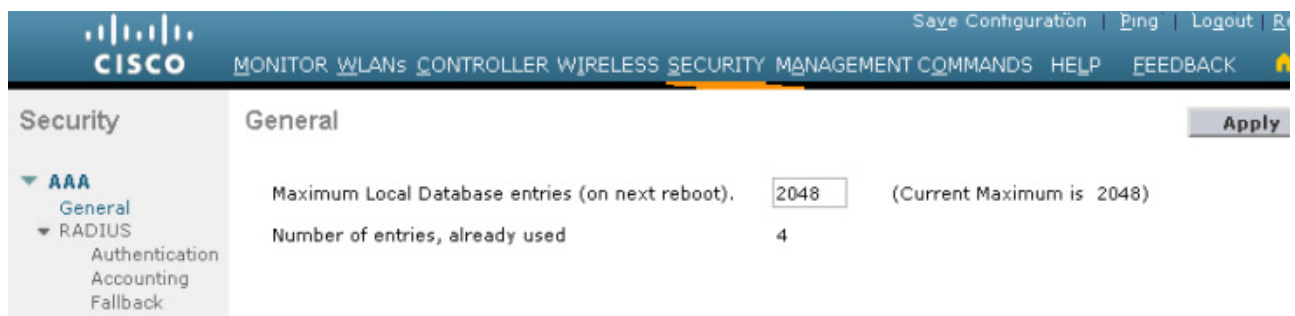 Save Configuration | Ping | Logout |
CISCO
MONITOR WLANs CONTROLLER WIRELESS SECURITY MANAGEMENT COMMANDS HELP FEEDBACK
Security
General
Apply
AAA
General
RADIUS
Authentication
Accounting
Fallback
Maximum Local Database entries (on next reboot). 2048 (Current Maximum is 2048)
Number of entries, already used 4